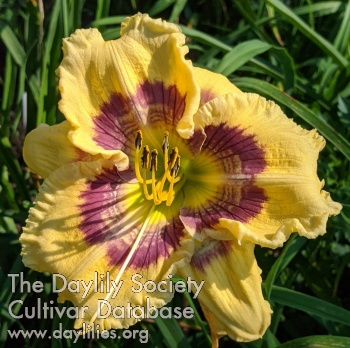 The Daylily Society
Cultivar Database
www.daylilies.org